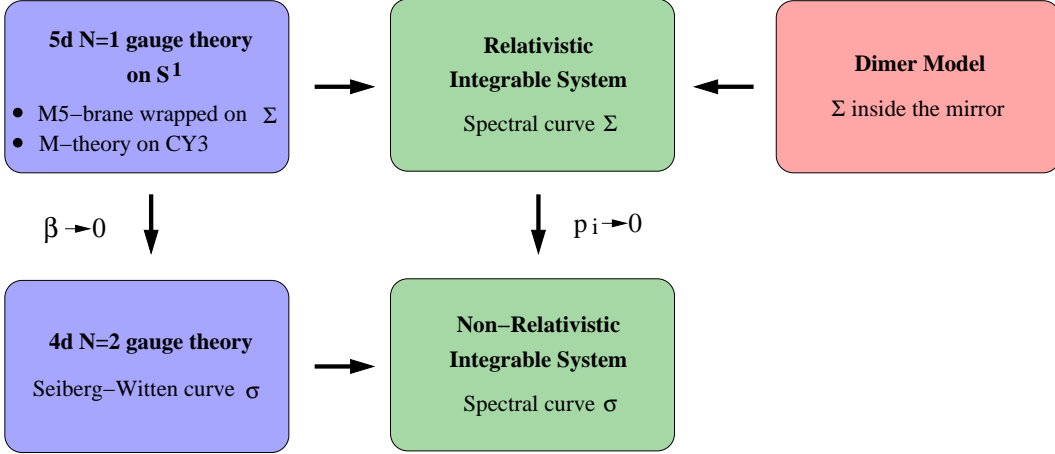 5d N=1 gauge theory
on S¹
• M5−brane wrapped on Σ
• M−theory on CY3
Relativistic
Integrable System
Spectral curve Σ
Dimer Model
Σ inside the mirror
β → 0
p i → 0
4d N=2 gauge theory
Seiberg−Witten curve σ
Non−Relativistic
Integrable System
Spectral curve σ